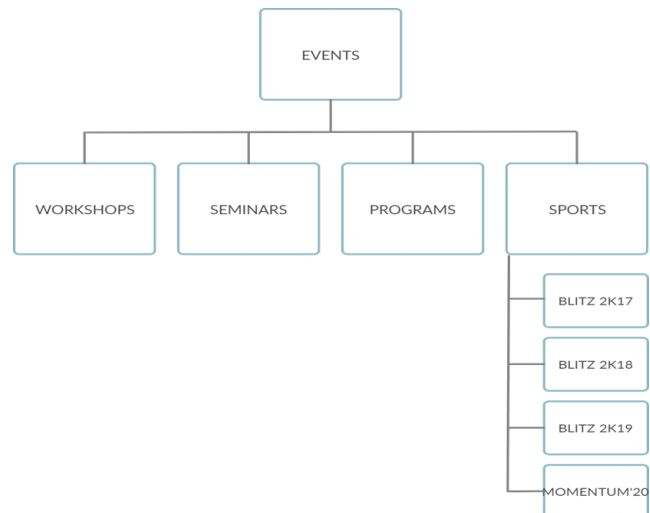 EVENTS
WORKSHOPS
SEMINARS
PROGRAMS
SPORTS
BLITZ 2K17
BLITZ 2K18
BLITZ 2K19
MOMENTUM'20